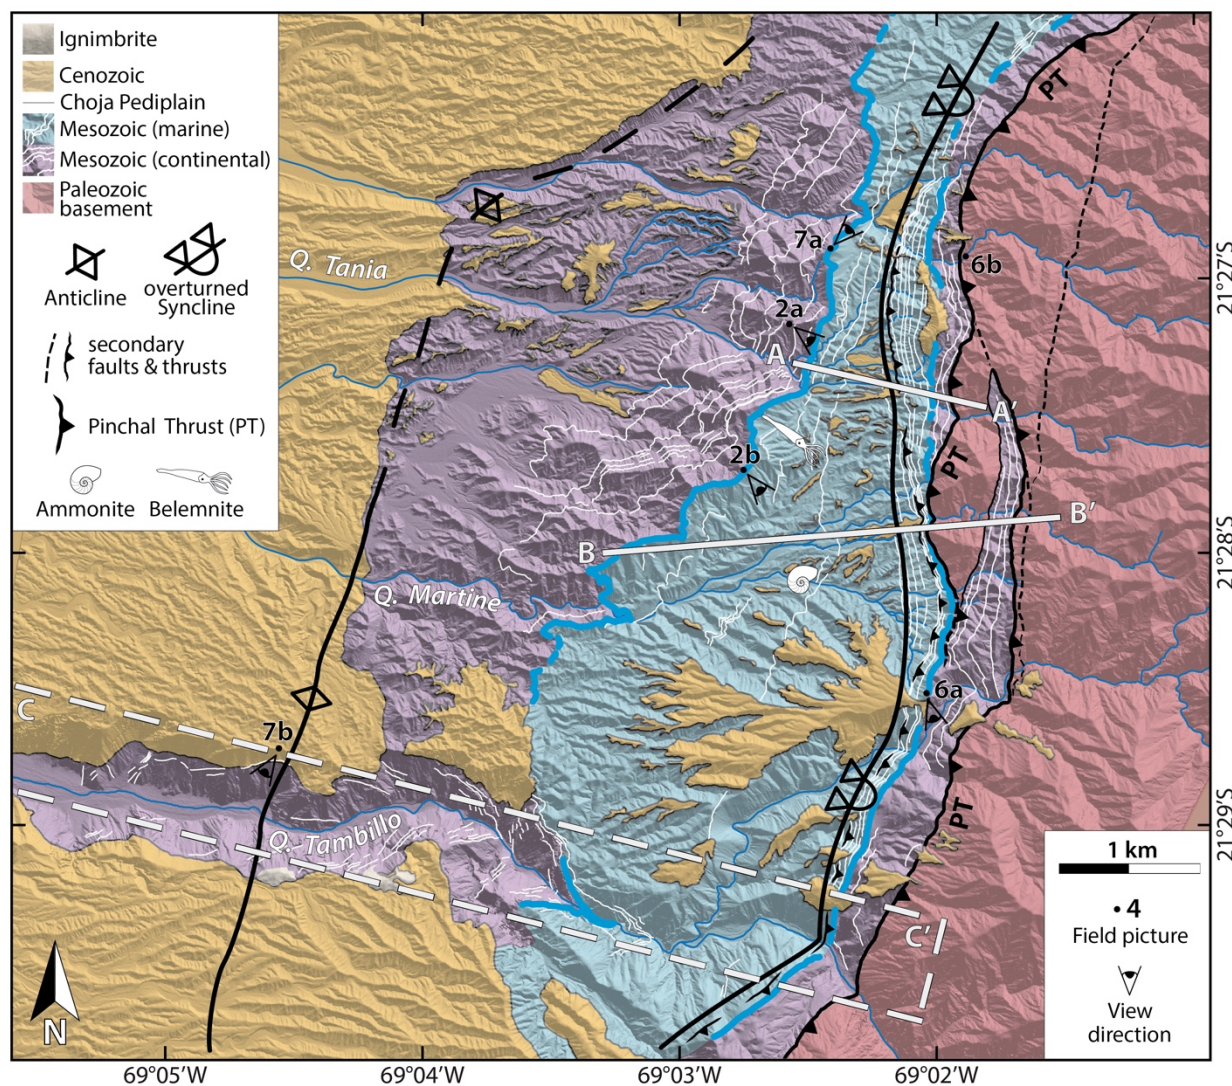 Ignimbrite
Cenozoic
Choja Pediplain
Mesozoic (marine)
Mesozoic (continental)
Paleozoic
basement
Anticline
overturned
Syncline
secondary
faults & thrusts
Pinchal Thrust (PT)
Ammonite
Belemnite
Q. Tania
Q. Martine
Q. Tambillo
PT
PT
PT
7a
6b
2a
2b
6a
7b
A
A'
B
B'
C
C'
N
1 km
4
Field picture
View
direction
21°27'S
21°28'S
21°29'S
69°05'W
69°04'W
69°03'W
69°02'W